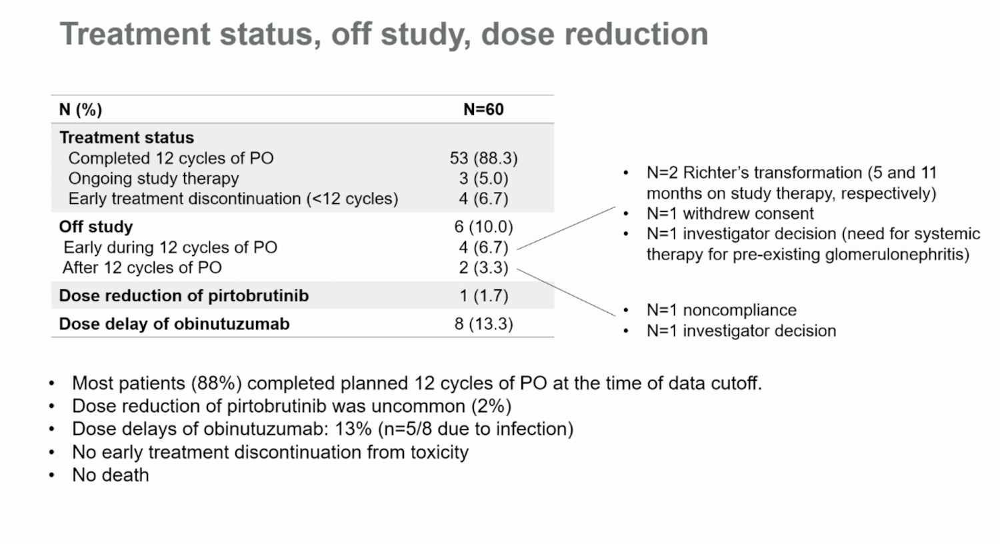 Treatment status, off study, dose reduction
N (%) N=60
Treatment status
Completed 12 cycles of PO 53 (88.3)
Ongoing study therapy 3 (5.0)
Early treatment discontinuation (<12 cycles) 4 (6.7)
Off study 6 (10.0)
Early during 12 cycles of PO 4 (6.7)
After 12 cycles of PO 2 (3.3)
Dose reduction of pirtobrutinib 1 (1.7)
Dose delay of obinutuzumab 8 (13.3)
• N=2 Richter's transformation (5 and 11
months on study therapy, respectively)
• N=1 withdrew consent
• N=1 investigator decision (need for systemic
therapy for pre-existing glomerulonephritis)
• N=1 noncompliance
• N=1 investigator decision
• Most patients (88%) completed planned 12 cycles of PO at the time of data cutoff.
• Dose reduction of pirtobrutinib was uncommon (2%)
• Dose delays of obinutuzumab: 13% (n=5/8 due to infection)
• No early treatment discontinuation from toxicity
• No death